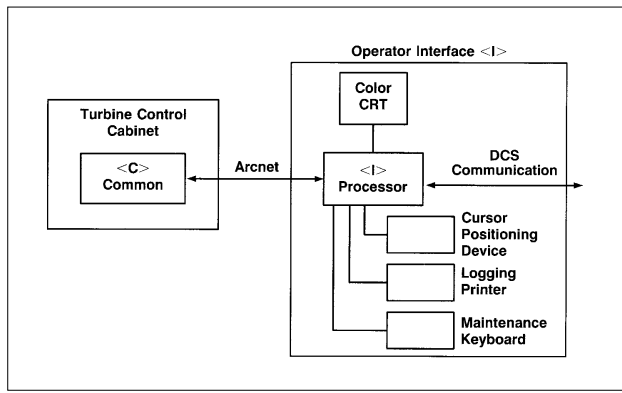 Operator Interface <I>
Color
CRT
Turbine Control
Cabinet
<C>
Common
Arcnet
<I>
Processor
DCS
Communication
Cursor
Positioning
Device
Logging
Printer
Maintenance
Keyboard